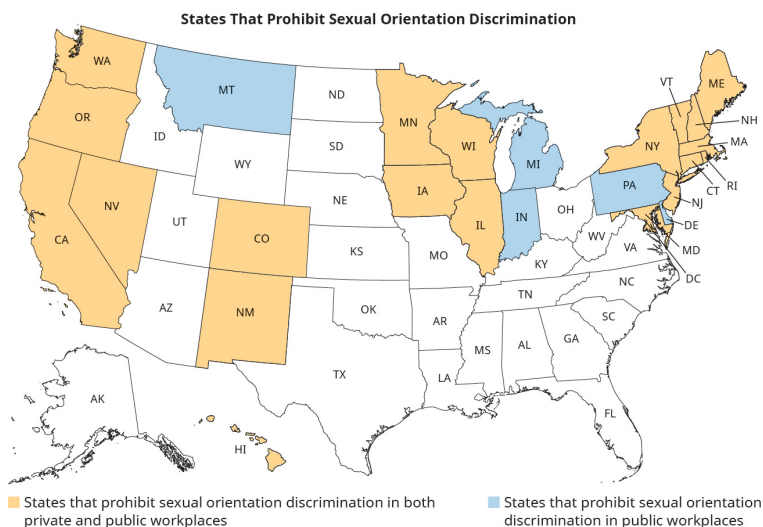 States That Prohibit Sexual Orientation Discrimination
WA
MT
ND
MN
VT
ME
OR
ID
SD
WI
MI
NY
NH
MA
WY
RI
CT
NV
NE
IA
PA
NJ
CA
UT
CO
IL
IN
OH
DE
MD
DC
KS
MO
WV
VA
KY
AZ
NM
OK
TN
NC
AR
SC
MS
AL
GA
TX
LA
AK
FL
HI
States that prohibit sexual orientation discrimination in both
private and public workplaces
States that prohibit sexual orientation
discrimination in public workplaces